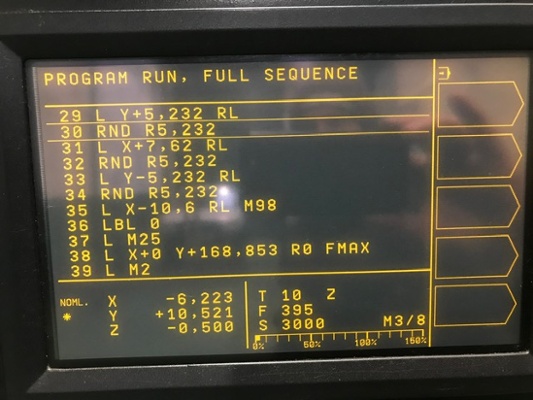 PROGRAM RUN, FULL SEQUENCE
29 L Y+5,232 RL
30 RND R5,232
31 L X+7,62 RL
32 RND R5,232
33 L Y-5,232 RL
34 RND R5,232
35 L X-10,6 RL M98
36 LBL 0
37 L M25
38 L X+0 Y+168,853 R0 FMAX
39 L M2
NOML. X -6,223
* Y +10,521
Z -0,500
T 10 Z
F 395
S 3000 M3/8
0% 50% 100% 150%